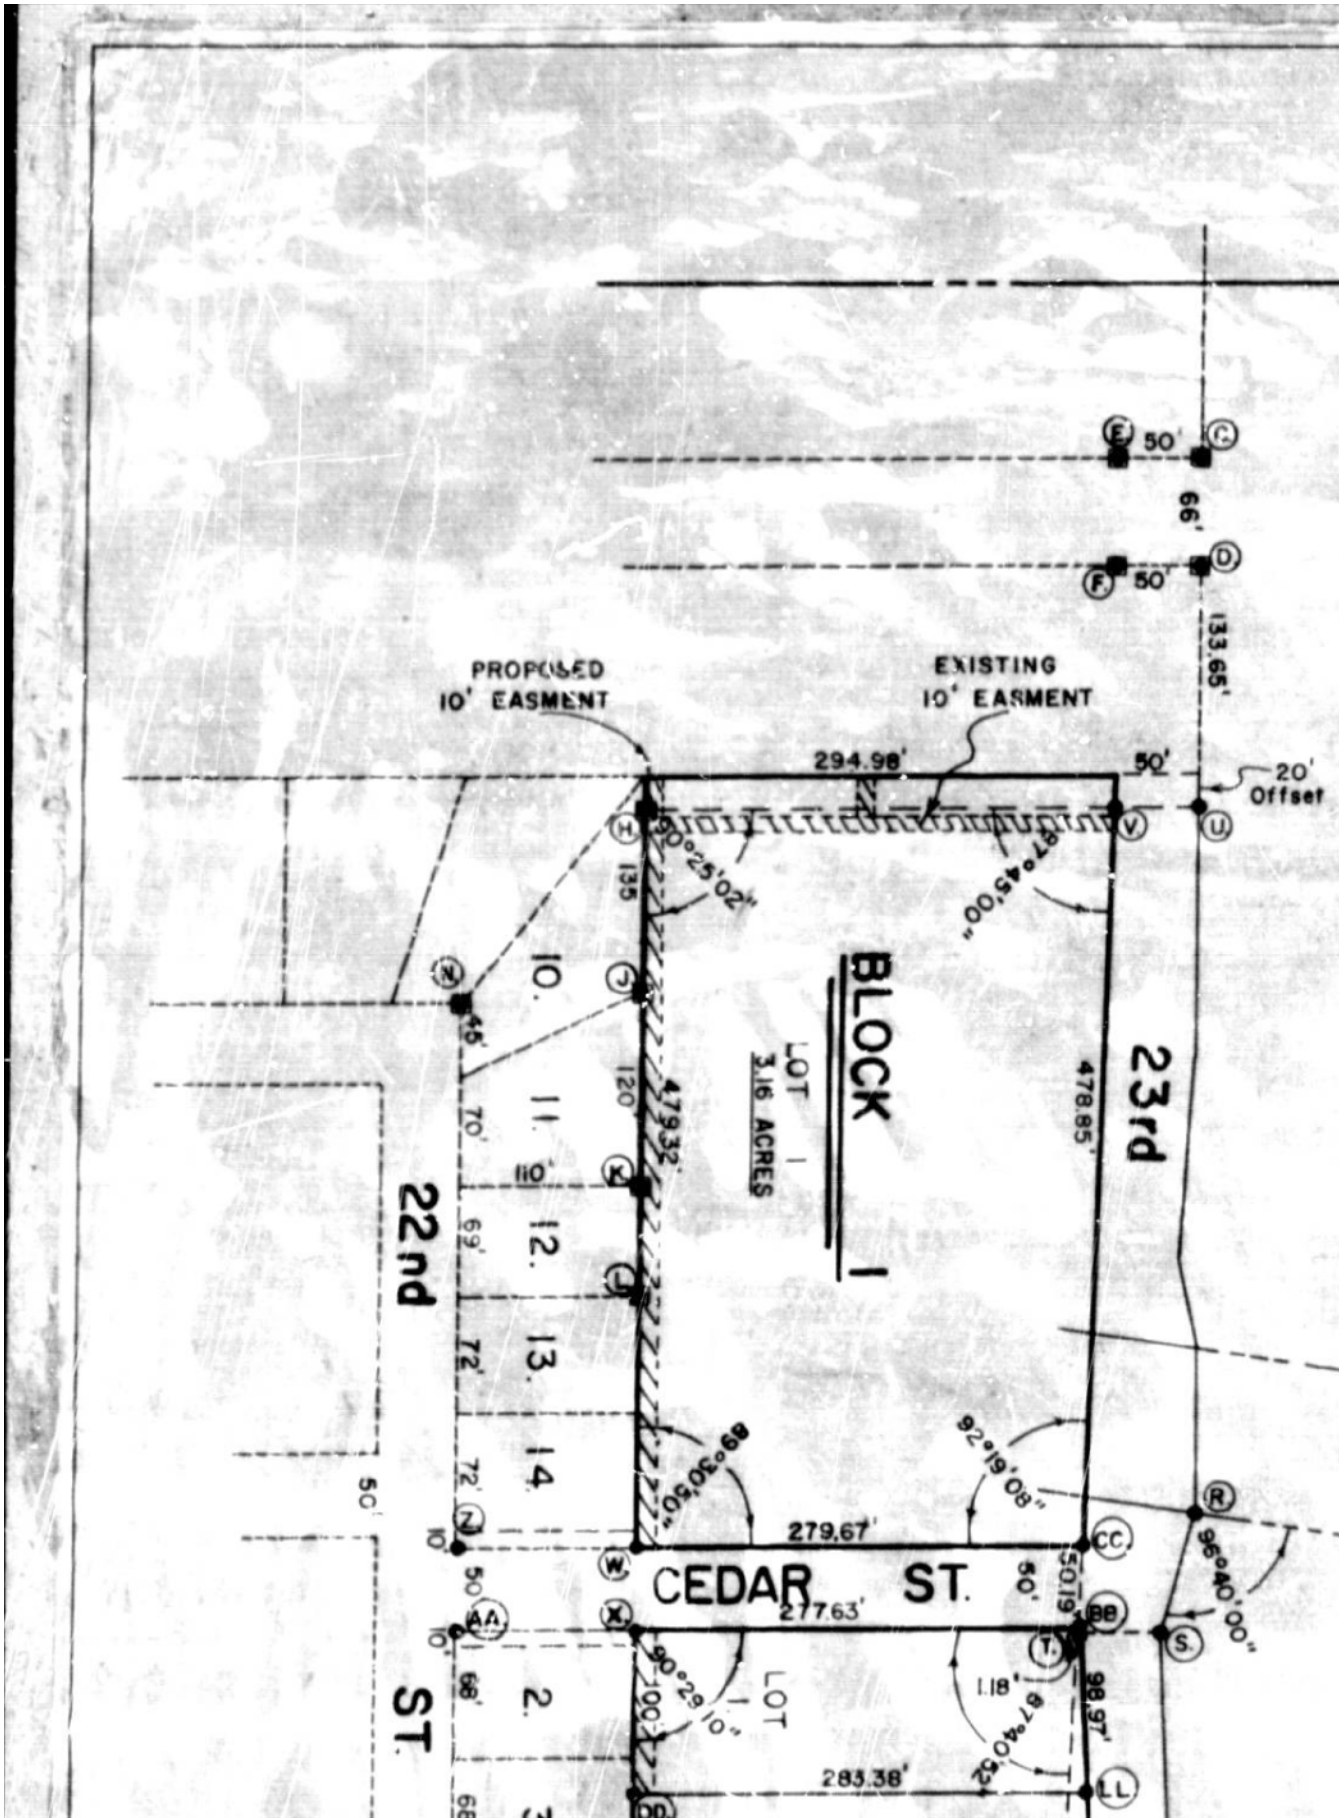 E.
50'
C.
66'
D.
F.
50'
133.65'
PROPOSED
10' EASMENT
EXISTING
10' EASMENT
294.98'
50'
20'
Offset
H.
V.
U.
90°25'02"
87°45'00"
135
N.
10.
J.
45'
BLOCK 1
LOT 1
3.16 ACRES
23rd
478.85'
479.32'
120'
11.
70'
110'
K.
22nd
69'
12.
L.
72'
13.
14.
72'
89°30'50"
92°19'08"
50
R.
96°40'00"
Z.
10'
279.67'
CC.
W.
50'
CEDAR ST.
50'
50.19
AA.
X.
277.63'
BB.
S.
10'
T.
90°29'10"
LOT
1.
1.18'
87°40'52"
98.97'
68'
2.
100
ST.
283.38'
LL.
68
3
DD.